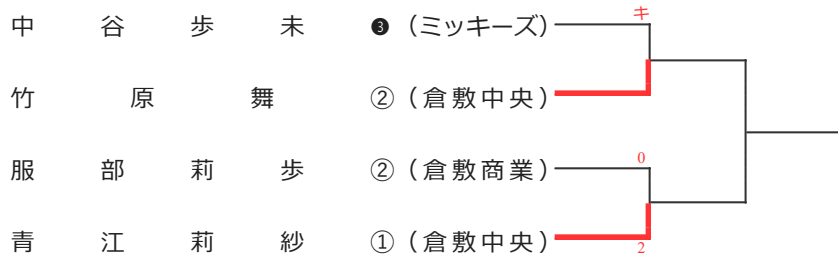 キ
中谷歩未 ❸ (ミッキーズ)
竹原舞 ② (倉敷中央)
0
服部莉歩 ② (倉敷商業)
青江莉紗 ① (倉敷中央)
2